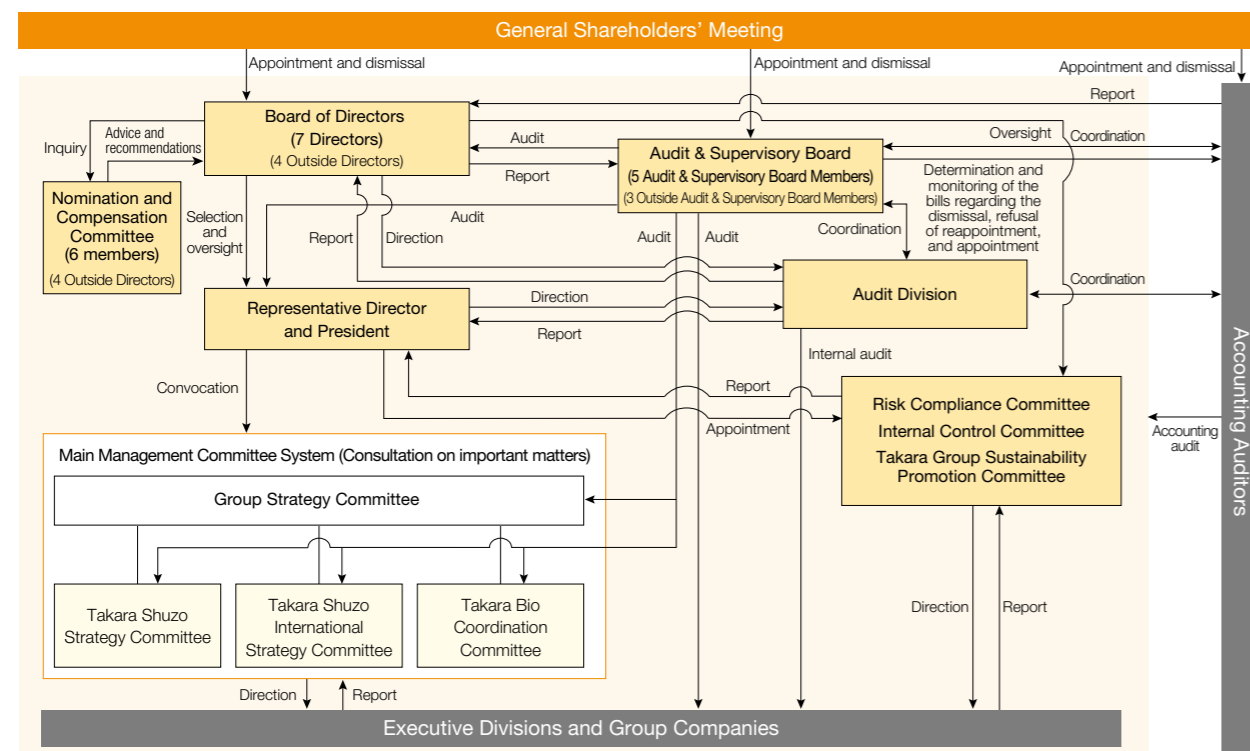 General Shareholders' Meeting
Appointment and dismissal
Appointment and dismissal
Appointment and dismissal
Report
Board of Directors
(7 Directors)
(4 Outside Directors)
Inquiry
Advice and
recommendations
Audit
Report
Audit & Supervisory Board
(5 Audit & Supervisory Board Members)
(3 Outside Audit & Supervisory Board Members)
Oversight
Coordination
Determination and
monitoring of the
bills regarding the
dismissal, refusal
of reappointment,
and appointment
Nomination and
Compensation
Committee
(6 members)
(4 Outside Directors)
Selection
and
oversight
Report
Direction
Audit
Audit
Audit
Coordination
Audit Division
Coordination
Representative Director
and President
Direction
Report
Internal audit
Accounting Auditors
Convocation
Report
Appointment
Risk Compliance Committee
Internal Control Committee
Takara Group Sustainability
Promotion Committee
Accounting
audit
Main Management Committee System (Consultation on important matters)
Group Strategy Committee
Takara Shuzo
Strategy Committee
Takara Shuzo
International
Strategy Committee
Takara Bio
Coordination
Committee
Direction
Report
Direction
Report
Executive Divisions and Group Companies